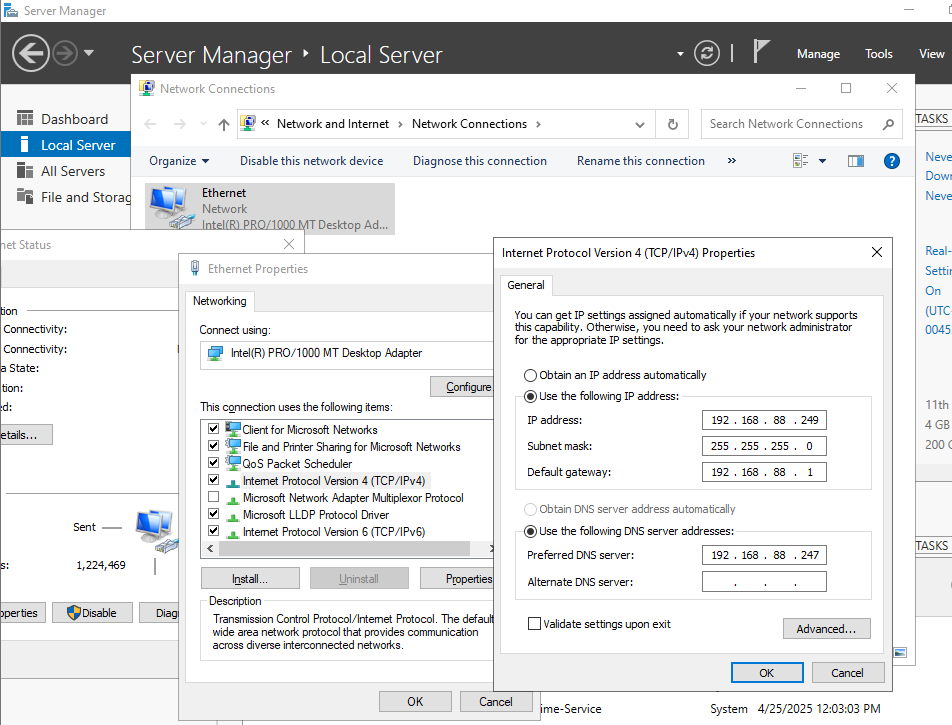 Server Manager
Server Manager ‣ Local Server
Manage
Tools
View
Dashboard
Local Server
All Servers
File and Storag
Network Connections
« Network and Internet > Network Connections >
Search Network Connections
Organize
Disable this network device
Diagnose this connection
Rename this connection
»
Ethernet
Network
Intel(R) PRO/1000 MT Desktop Ad...
TASKS
Neve
Down
Neve
Real-
Settin
On
(UTC
0045
11th
4 GB
200 G
TASKS
net Status
tion
Connectivity:
Connectivity:
a State:
tion:
d:
etails...
Sent
s:
1,224,469
operties
Disable
Diagn
Ethernet Properties
Networking
Connect using:
Intel(R) PRO/1000 MT Desktop Adapter
Configure
This connection uses the following items:
Client for Microsoft Networks
File and Printer Sharing for Microsoft Networks
QoS Packet Scheduler
Internet Protocol Version 4 (TCP/IPv4)
Microsoft Network Adapter Multiplexor Protocol
Microsoft LLDP Protocol Driver
Internet Protocol Version 6 (TCP/IPv6)
Install...
Uninstall
Properties
Description
Transmission Control Protocol/Internet Protocol. The default
wide area network protocol that provides communication
across diverse interconnected networks.
OK
Cancel
Internet Protocol Version 4 (TCP/IPv4) Properties
General
You can get IP settings assigned automatically if your network supports
this capability. Otherwise, you need to ask your network administrator
for the appropriate IP settings.
Obtain an IP address automatically
Use the following IP address:
IP address:
192 . 168 . 88 . 249
Subnet mask:
255 . 255 . 255 . 0
Default gateway:
192 . 168 . 88 . 1
Obtain DNS server address automatically
Use the following DNS server addresses:
Preferred DNS server:
192 . 168 . 88 . 247
Alternate DNS server:
. . .
Validate settings upon exit
Advanced...
OK
Cancel
ime-Service
System
4/25/2025 12:03:03 PM